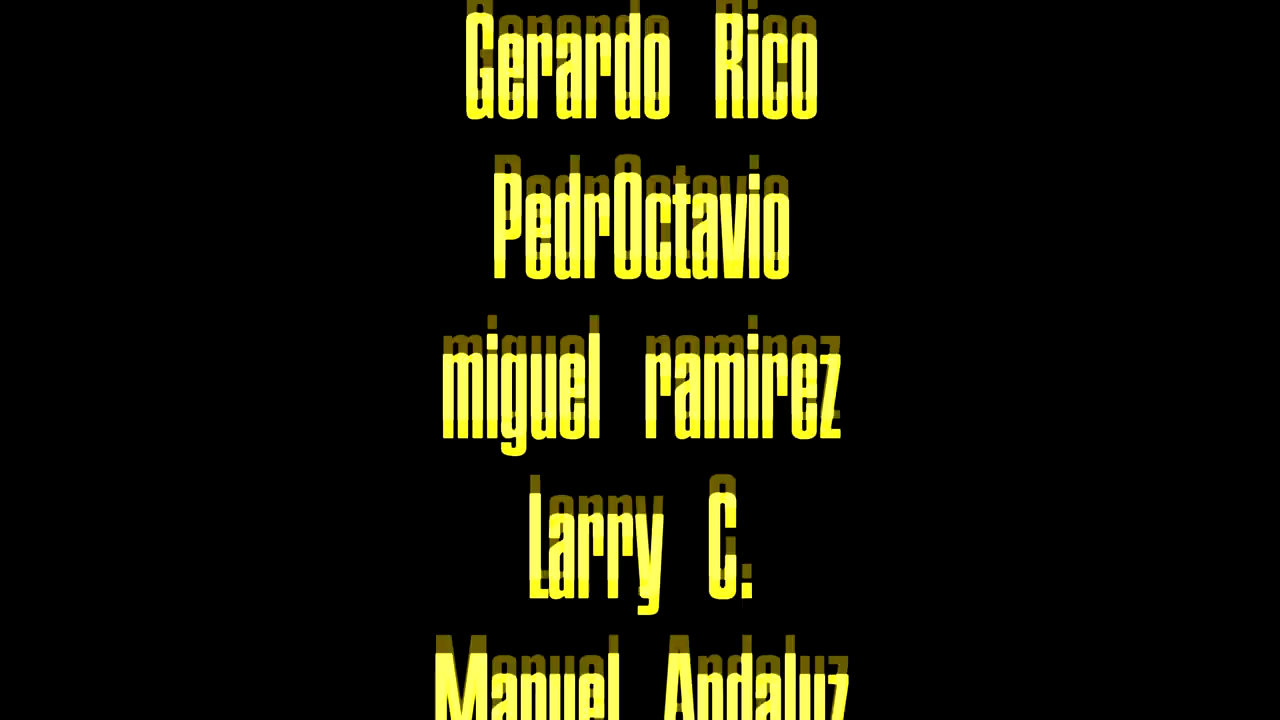 Gerardo Rico
PedrOctavio
miguel ramirez
Larry C.
Manuel Andaluz